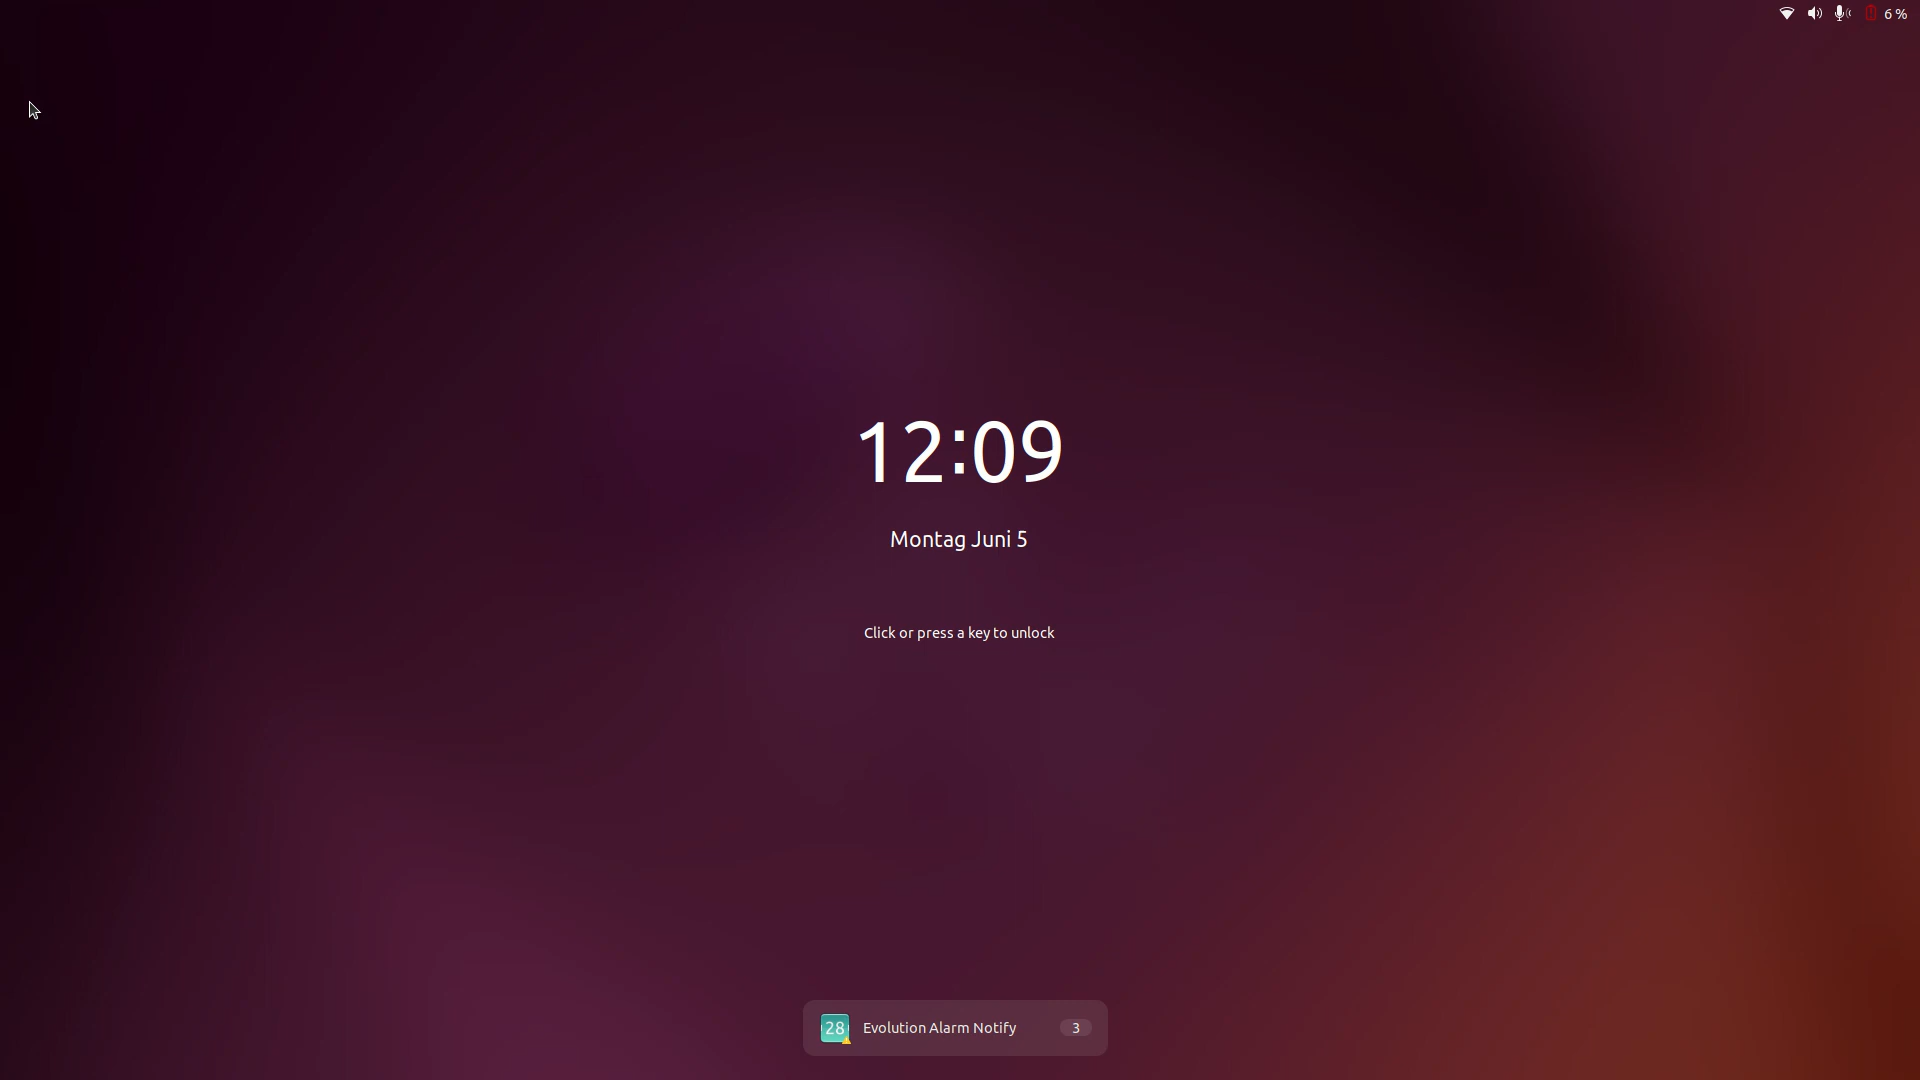 6 %
12:09
Montag Juni 5
Click or press a key to unlock
28 Evolution Alarm Notify 3